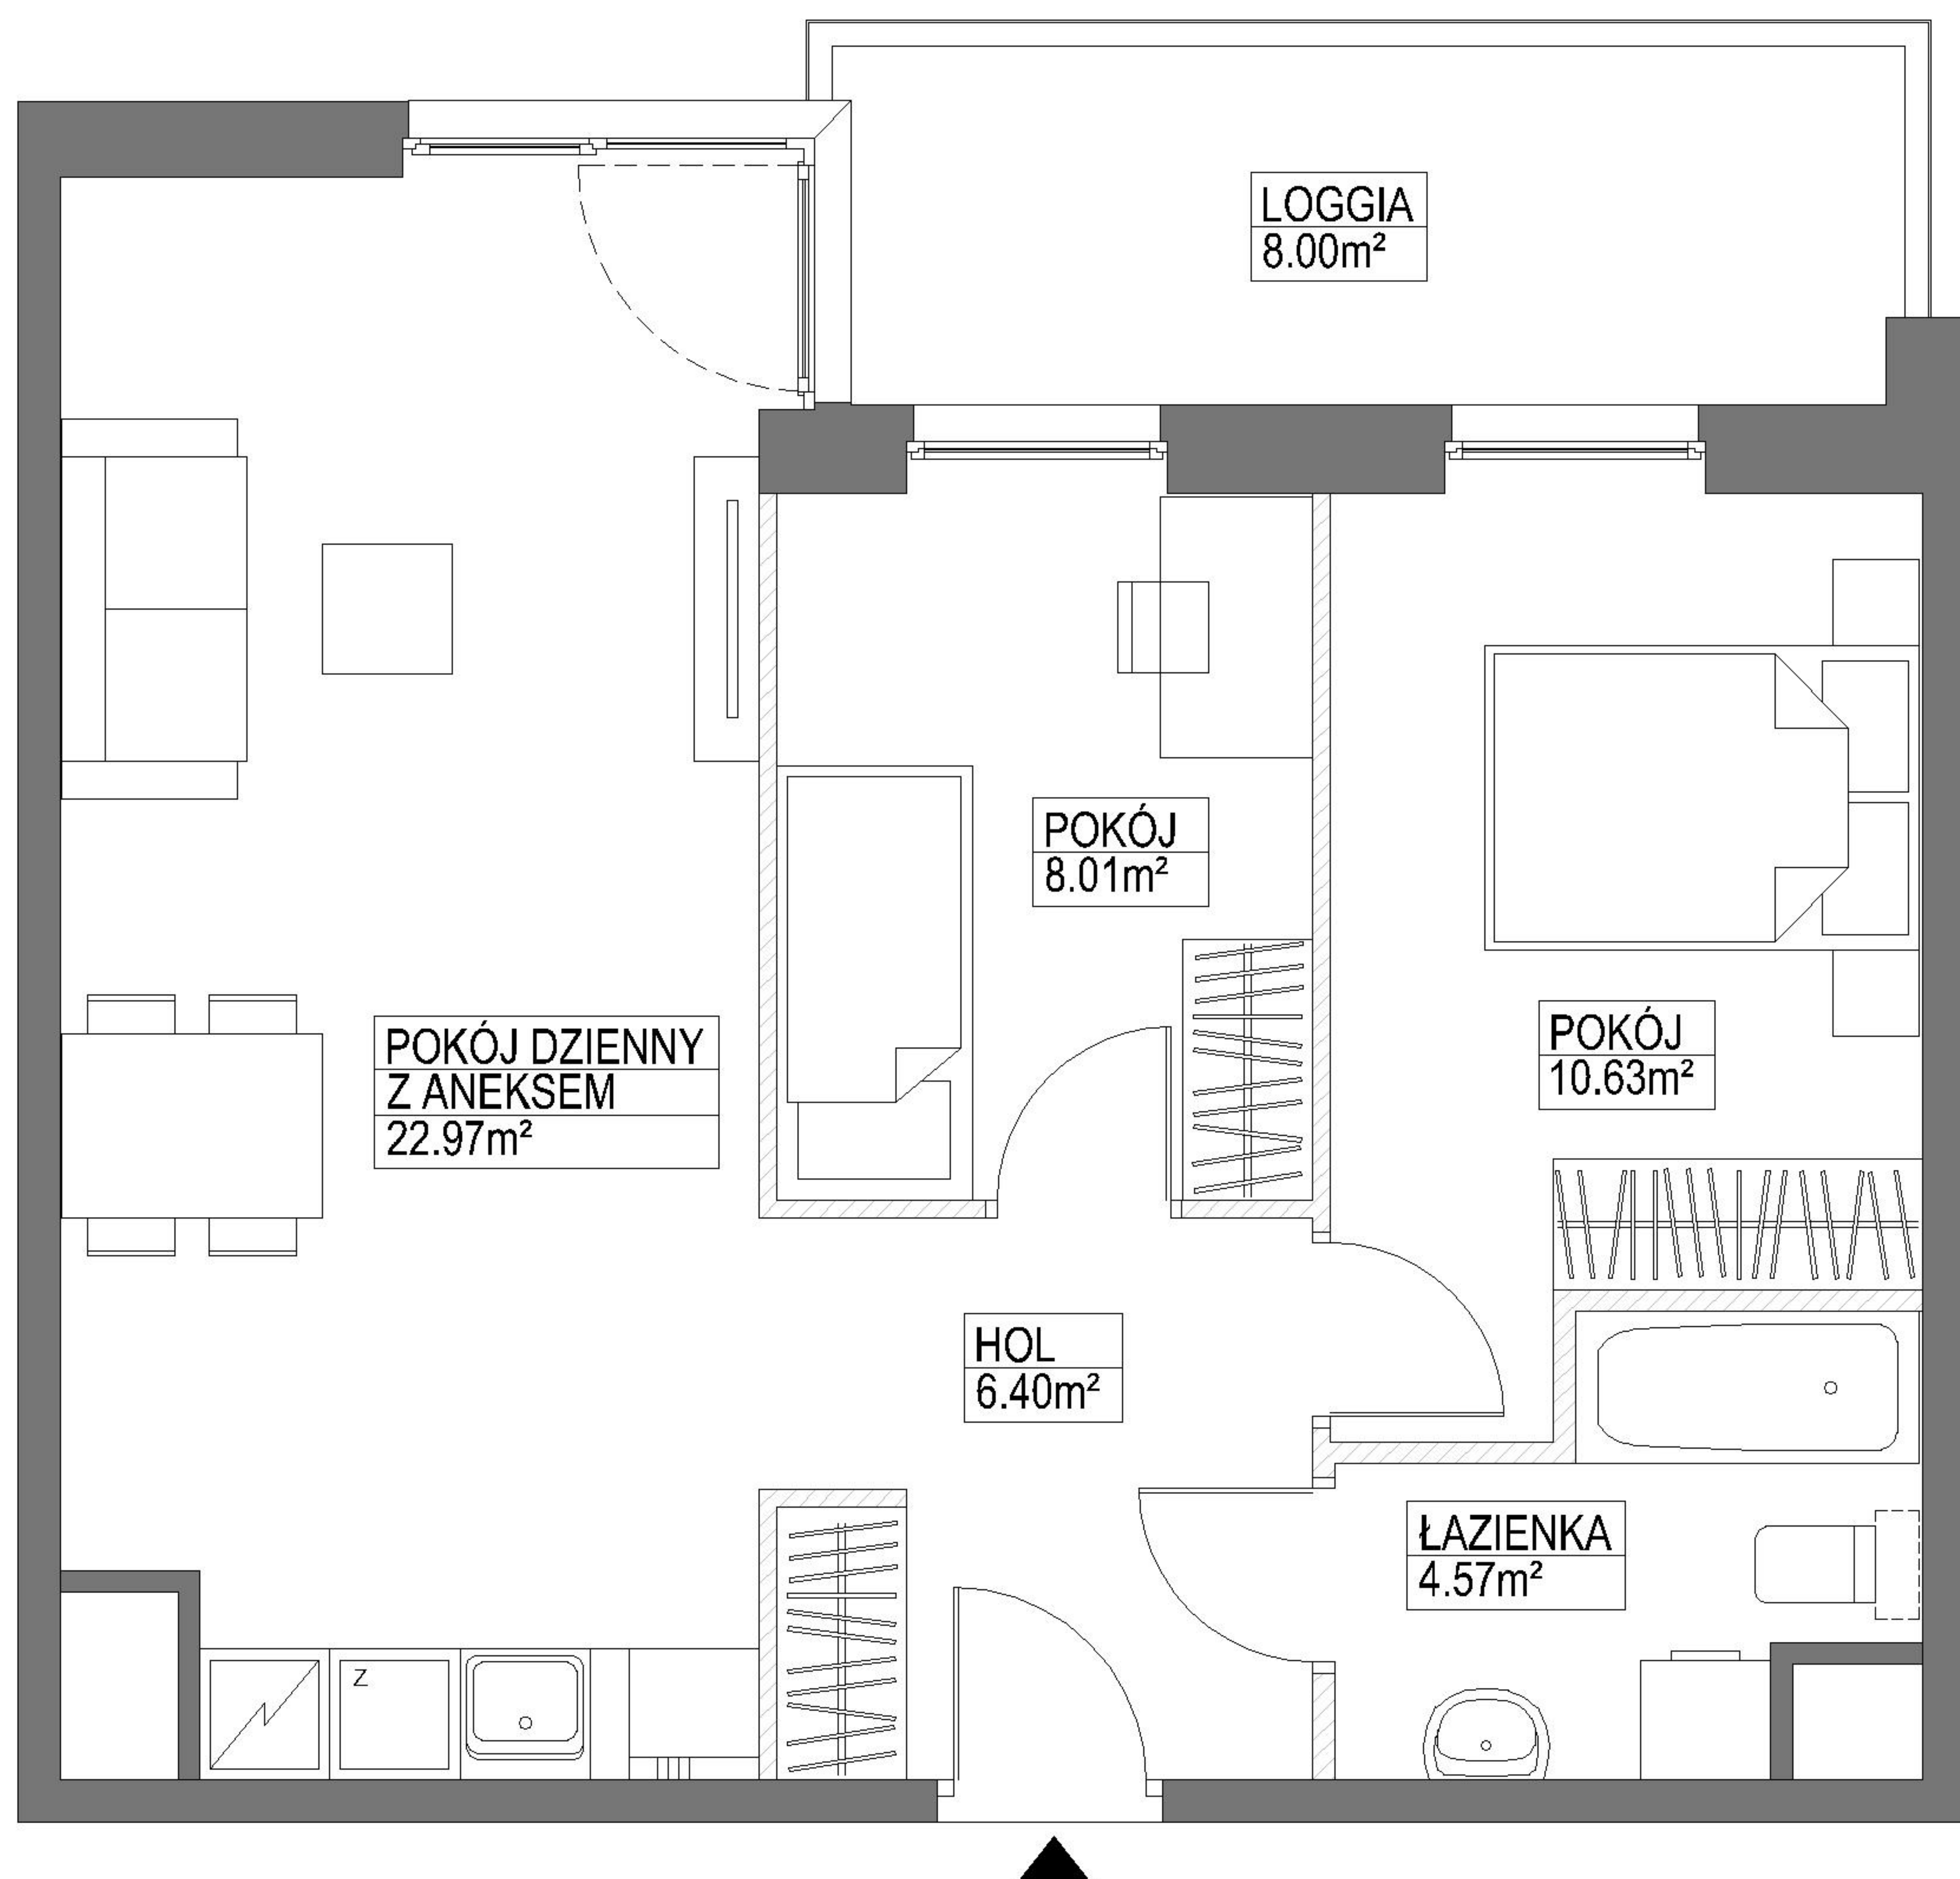 LOGGIA
8.00m²
POKÓJ
8.01m²
POKÓJ
10.63m²
POKÓJ DZIENNY
Z ANEKSEM
22.97m²
HOL
6.40m²
ŁAZIENKA
4.57m²
Z